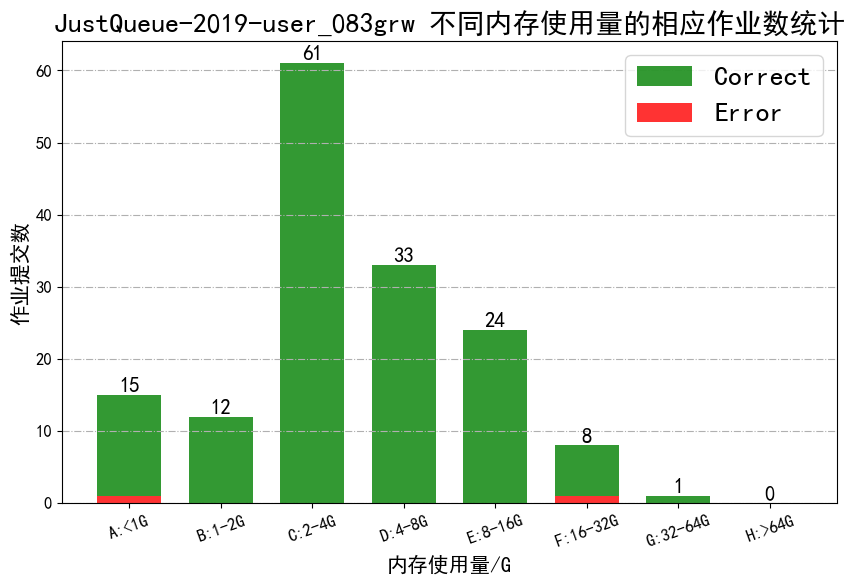 JustQueue-2019-user_083grw 不同内存使用量的相应作业数统计
Correct
Error
60
50
40
30
20
10
0
作业提交数
15
12
61
33
24
8
1
0
A:<1G
B:1-2G
C:2-4G
D:4-8G
E:8-16G
F:16-32G
G:32-64G
H:>64G
内存使用量/G